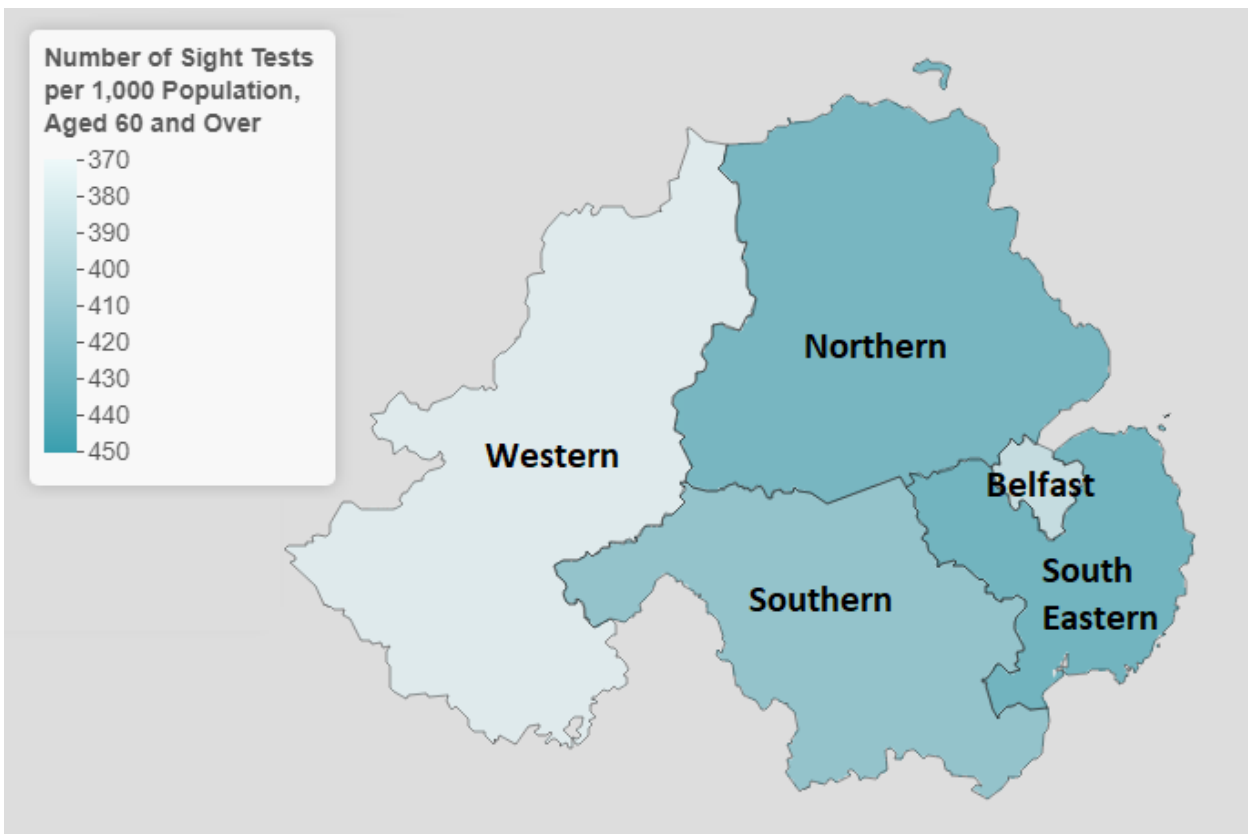 Number of Sight Tests
per 1,000 Population,
Aged 60 and Over
370
380
390
400
410
420
430
440
450
Northern
Western
Belfast
South
Eastern
Southern